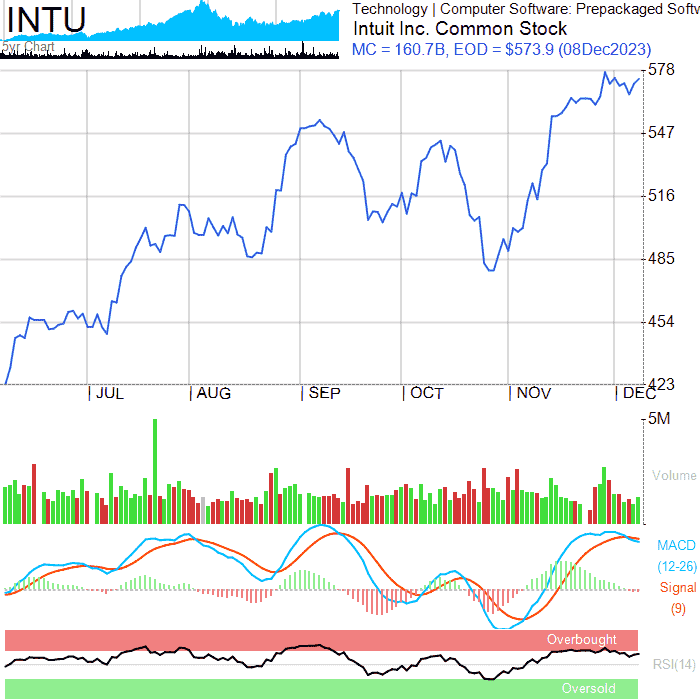 INTU
5yr Chart
Technology | Computer Software: Prepackaged Softw
Intuit Inc. Common Stock
MC = 160.7B, EOD = $573.9 (08Dec2023)
578
547
516
485
454
423
JUL AUG SEP OCT NOV DEC
5M
Volume
MACD
(12-26)
Signal
(9)
Overbought
RSI(14)
Oversold